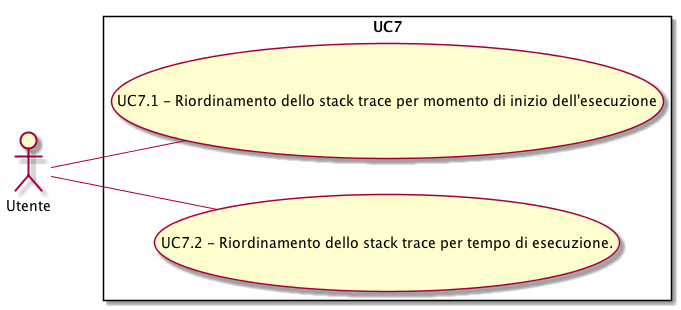 UC7
UC7.1 – Riordinamento dello stack trace per momento di inizio dell'esecuzione
Utente
UC7.2 – Riordinamento dello stack trace per tempo di esecuzione.